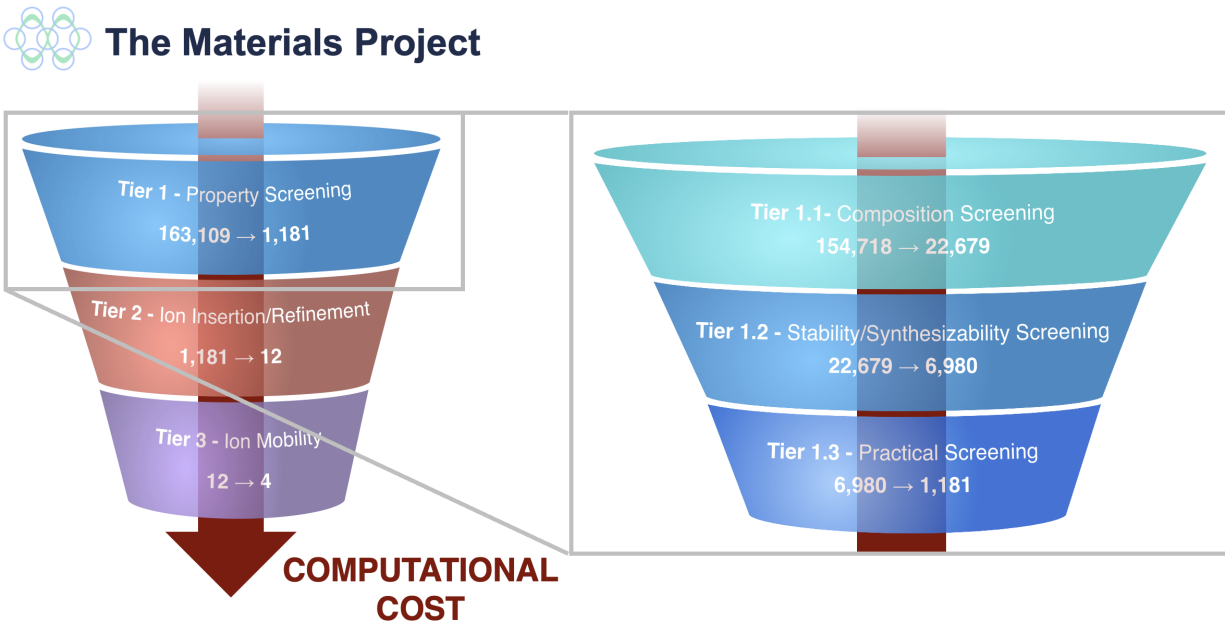 The Materials Project
Tier 1 - Property Screening
163,109 → 1,181
Tier 2 - Ion Insertion/Refinement
1,181 → 12
Tier 3 - Ion Mobility
12 → 4
COMPUTATIONAL
COST
Tier 1.1- Composition Screening
154,718 → 22,679
Tier 1.2 - Stability/Synthesizability Screening
22,679 → 6,980
Tier 1.3 - Practical Screening
6,980 → 1,181